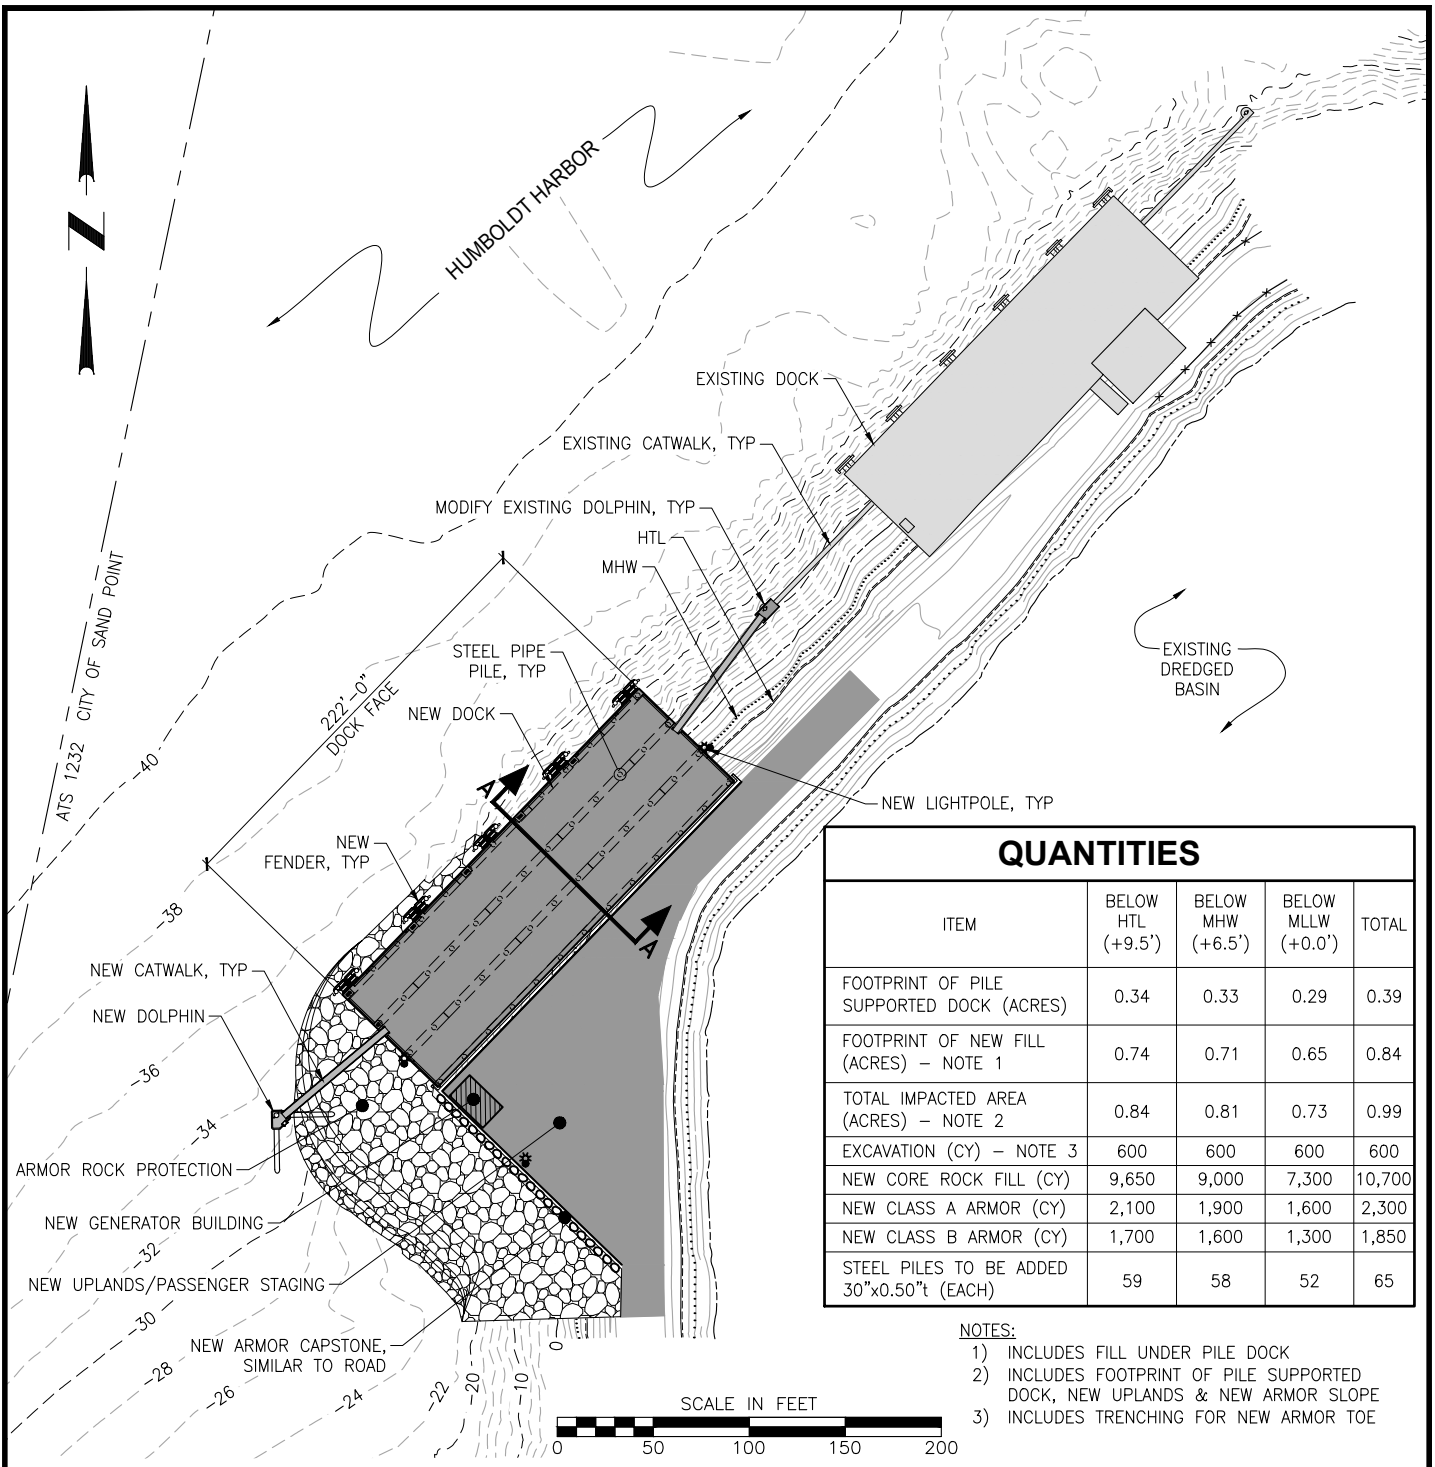 N
HUMBOLDT HARBOR
EXISTING DOCK
EXISTING CATWALK, TYP
MODIFY EXISTING DOLPHIN, TYP
HTL
MHW
ATS 1232 CITY OF SAND POINT
222'-0"
DOCK FACE
STEEL PIPE
PILE, TYP
NEW DOCK
EXISTING
DREDGED
BASIN
A
A
NEW LIGHTPOLE, TYP
NEW
FENDER, TYP
NEW CATWALK, TYP
NEW DOLPHIN
ARMOR ROCK PROTECTION
NEW GENERATOR BUILDING
NEW UPLANDS/PASSENGER STAGING
NEW ARMOR CAPSTONE,
SIMILAR TO ROAD
-40
-38
-36
-34
-32
-30
-28
-26
-24
-22
-20
-10
0
QUANTITIES
ITEM
BELOW
HTL
(+9.5')
BELOW
MHW
(+6.5')
BELOW
MLLW
(+0.0')
TOTAL
FOOTPRINT OF PILE
SUPPORTED DOCK (ACRES)
0.34 0.33 0.29 0.39
FOOTPRINT OF NEW FILL
(ACRES) – NOTE 1
0.74 0.71 0.65 0.84
TOTAL IMPACTED AREA
(ACRES) – NOTE 2
0.84 0.81 0.73 0.99
EXCAVATION (CY) – NOTE 3 600 600 600 600
NEW CORE ROCK FILL (CY) 9,650 9,000 7,300 10,700
NEW CLASS A ARMOR (CY) 2,100 1,900 1,600 2,300
NEW CLASS B ARMOR (CY) 1,700 1,600 1,300 1,850
STEEL PILES TO BE ADDED
30"x0.50"t (EACH)
59 58 52 65
NOTES:
1) INCLUDES FILL UNDER PILE DOCK
2) INCLUDES FOOTPRINT OF PILE SUPPORTED
DOCK, NEW UPLANDS & NEW ARMOR SLOPE
3) INCLUDES TRENCHING FOR NEW ARMOR TOE
SCALE IN FEET
0 50 100 150 200